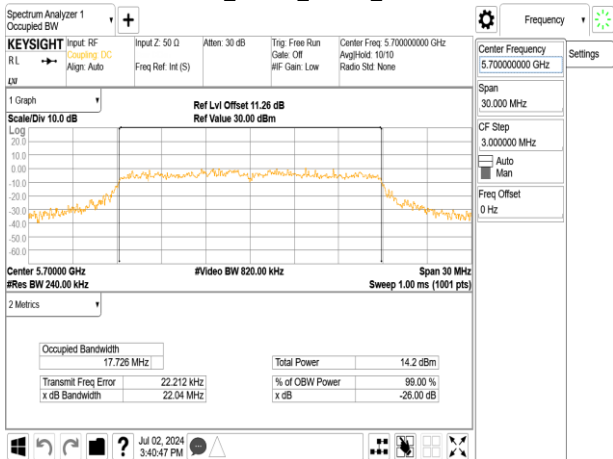 Spectrum Analyzer 1
Occupied BW
Frequency
KEYSIGHT
RL
Input: RF
Coupling: DC
Align: Auto
Input Z: 50 Ω
Freq Ref: Int (S)
Atten: 30 dB
Trig: Free Run
Gate: Off
#IF Gain: Low
Center Freq: 5.700000000 GHz
Avg|Hold: 10/10
Radio Std: None
Center Frequency
5.700000000 GHz
Settings
Span
30.000 MHz
CF Step
3.000000 MHz
Auto
Man
Freq Offset
0 Hz
1 Graph
Scale/Div 10.0 dB
Ref Lvl Offset 11.26 dB
Ref Value 30.00 dBm
Log
20.0
10.0
0.00
-10.0
-20.0
-30.0
-40.0
-50.0
-60.0
Center 5.70000 GHz
#Video BW 820.00 kHz
Span 30 MHz
#Res BW 240.00 kHz
Sweep 1.00 ms (1001 pts)
2 Metrics
Occupied Bandwidth
17.726 MHz
Total Power 14.2 dBm
Transmit Freq Error 22.212 kHz
% of OBW Power 99.00 %
x dB Bandwidth 22.04 MHz
x dB -26.00 dB
Jul 02, 2024
3:40:47 PM